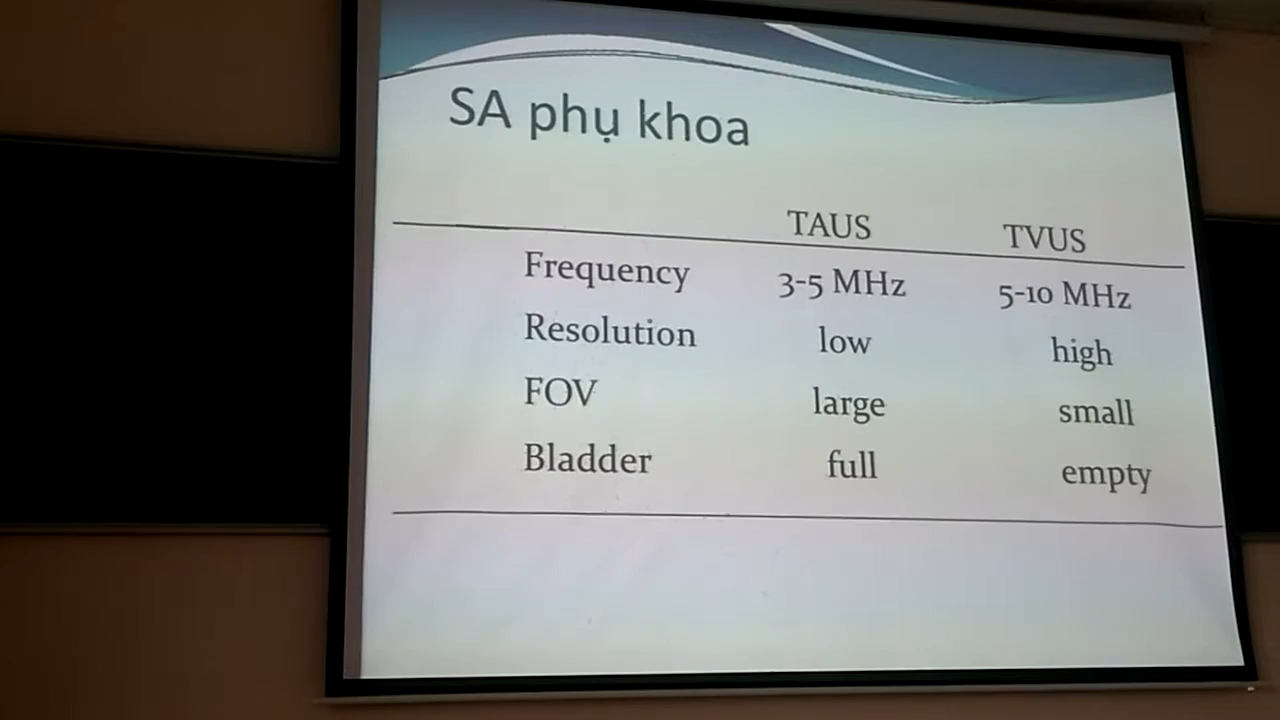 SA phụ khoa
TAUS TVUS
Frequency 3-5 MHz 5-10 MHz
Resolution low high
FOV large small
Bladder full empty